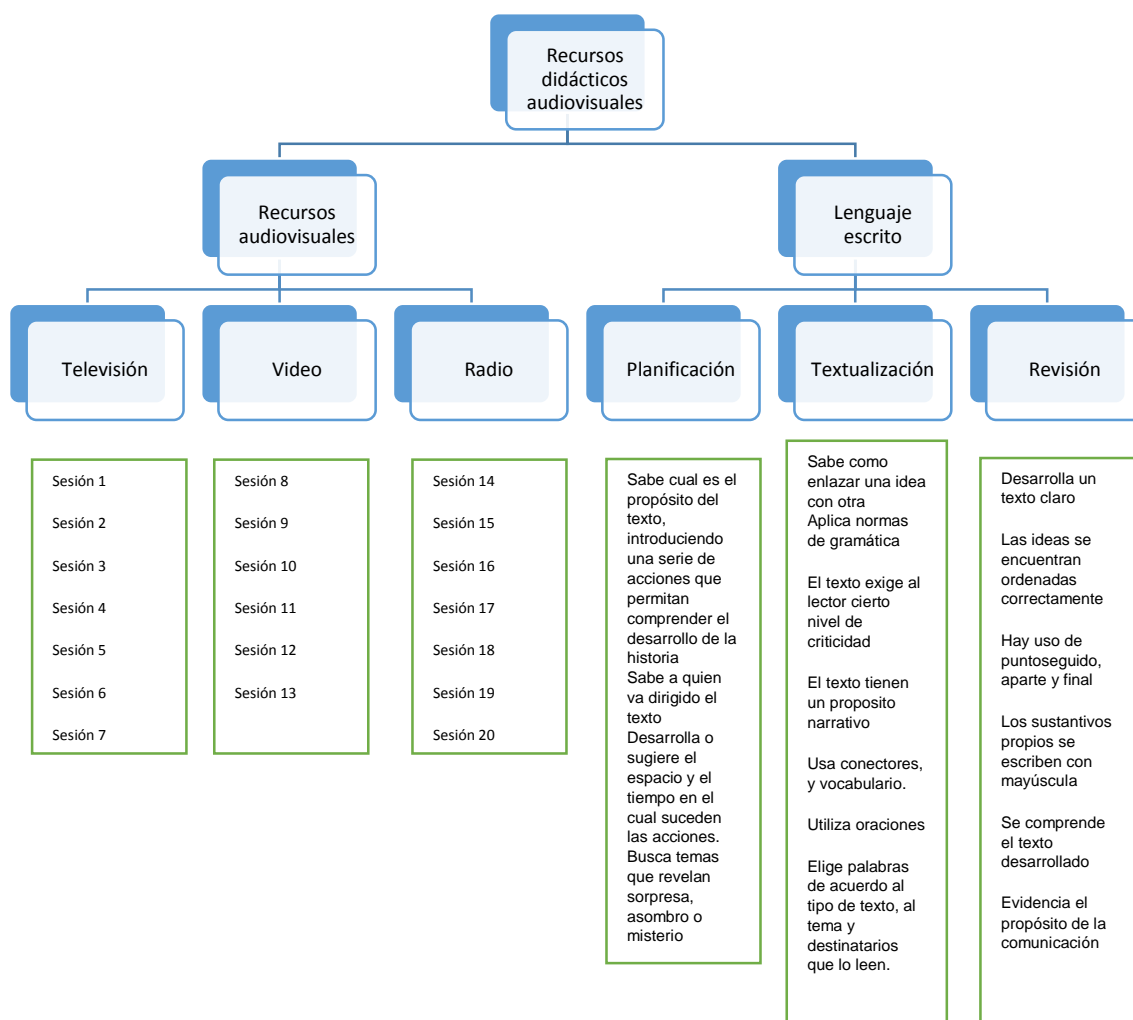 Recursos
didácticos
audiovisuales
Recursos
audiovisuales
Lenguaje
escrito
Televisión
Video
Radio
Planificación
Textualización
Revisión
Sesión 1
Sesión 2
Sesión 3
Sesión 4
Sesión 5
Sesión 6
Sesión 7
Sesión 8
Sesión 9
Sesión 10
Sesión 11
Sesión 12
Sesión 13
Sesión 14
Sesión 15
Sesión 16
Sesión 17
Sesión 18
Sesión 19
Sesión 20
Sabe cual es el
propósito del
texto,
introduciendo
una serie de
acciones que
permitan
comprender el
desarrollo de la
historia
Sabe a quien
va dirigido el
texto
Desarrolla o
sugiere el
espacio y el
tiempo en el
cual suceden
las acciones.
Busca temas
que revelan
sorpresa,
asombro o
misterio
Sabe como
enlazar una idea
con otra
Aplica normas
de gramática
El texto exige al
lector cierto
nivel de
criticidad
El texto tienen
un proposito
narrativo
Usa conectores,
y vocabulario.
Utiliza oraciones
Elige palabras
de acuerdo al
tipo de texto, al
tema y
destinatarios
que lo leen.
Desarrolla un
texto claro
Las ideas se
encuentran
ordenadas
correctamente
Hay uso de
puntoseguido,
aparte y final
Los sustantivos
propios se
escriben con
mayúscula
Se comprende
el texto
desarrollado
Evidencia el
propósito de la
comunicación